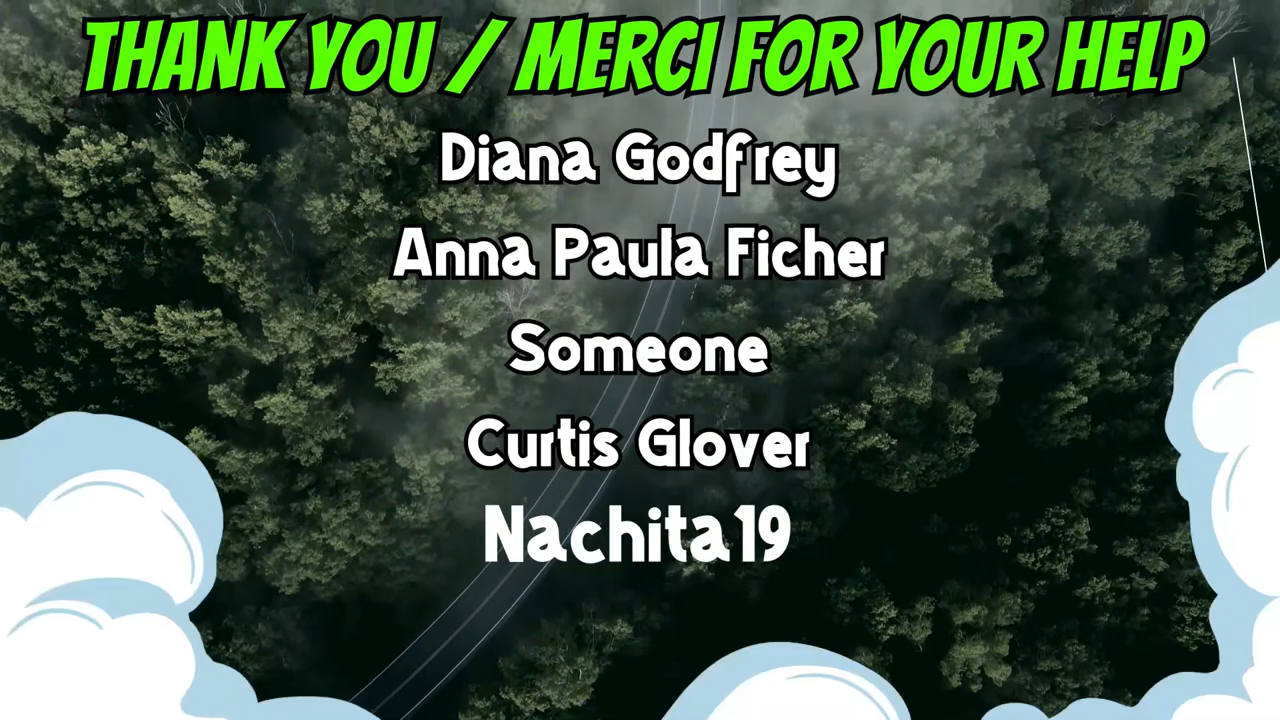 THANK YOU / MERCI FOR YOUR HELP
Diana Godfrey
Anna Paula Ficher
Someone
Curtis Glover
Nachita19